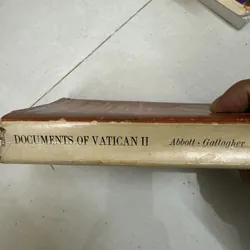 DOCUMENTS OF VATICAN II Abbott · Gallagher